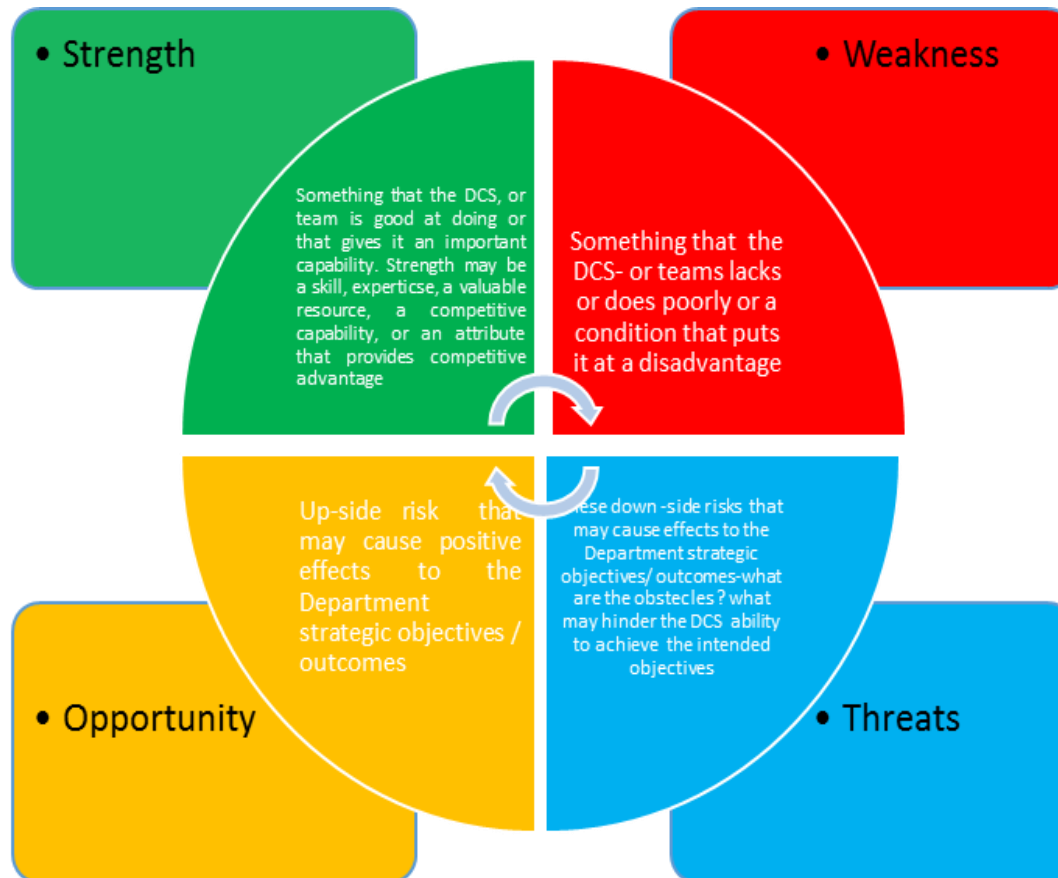 • Strength
Something that the DCS, or
team is good at doing or
that gives it an important
capability. Strength may be
a skill, experticse, a valuable
resource, a competitive
capability, or an attribute
that provides competitive
advantage
• Weakness
Something that the
DCS- or teams lacks
or does poorly or a
condition that puts
it at a disadvantage
Up-side risk that
may cause positive
effects to the
Department
strategic objectives /
outcomes
• Opportunity
down -side risks that
may cause effects to the
Department strategic
objectives/ outcomes-what
are the obstecles ? what
may hinder the DCS ability
to achieve the intended
objectives
• Threats